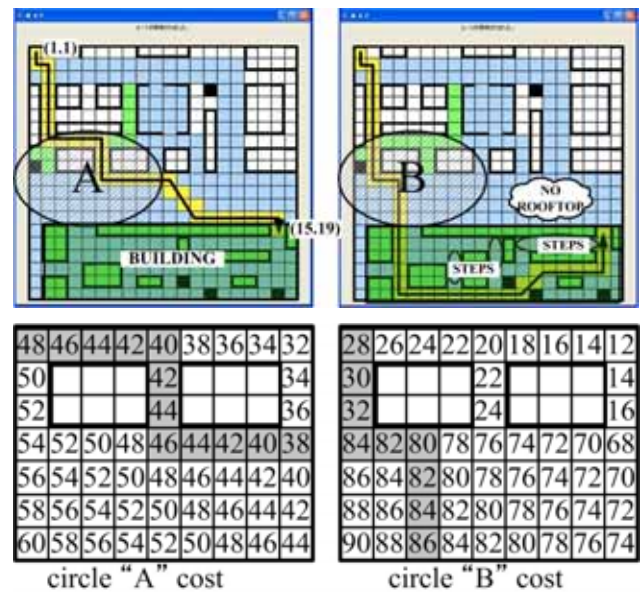 (1.1)
A
(15.19)
BUILDING
B
NO
ROOFTOP
STEPS
STEPS
48 46 44 42 40 38 36 34 32
50 42 34
52 44 36
54 52 50 48 46 44 42 40 38
56 54 52 50 48 46 44 42 40
58 56 54 52 50 48 46 44 42
60 58 56 54 52 50 48 46 44
circle “A” cost
28 26 24 22 20 18 16 14 12
30 22 14
32 24 16
84 82 80 78 76 74 72 70 68
86 84 82 80 78 76 74 72 70
88 86 84 82 80 78 76 74 72
90 88 86 84 82 80 78 76 74
circle “B” cost